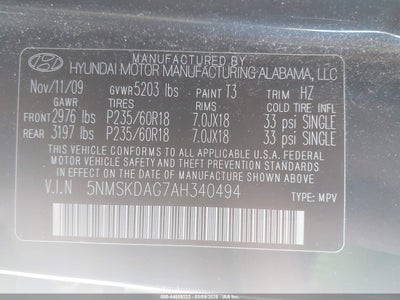 MANUFACTURED BY
HYUNDAI MOTOR MANUFACTURING ALABAMA, LLC
Nov/11/09 GVWR 5203 lbs PAINT T3 TRIM HZ
GAWR TIRES RIMS COLD TIRE INFL
FRONT 2976 lbs P235/60R18 7.0JX18 33 psi SINGLE
REAR 3197 lbs P235/60R18 7.0JX18 33 psi SINGLE
THIS VEHICLE CONFORMS TO ALL APPLICABLE FEDERAL
MOTOR VEHICLE SAFETY AND THEFT PREVENTION STANDARDS
IN EFFECT ON THE DATE OF MANUFACTURE SHOWN ABOVE.
V.I.N 5NMSKDAG7AH340494
TYPE: MPV